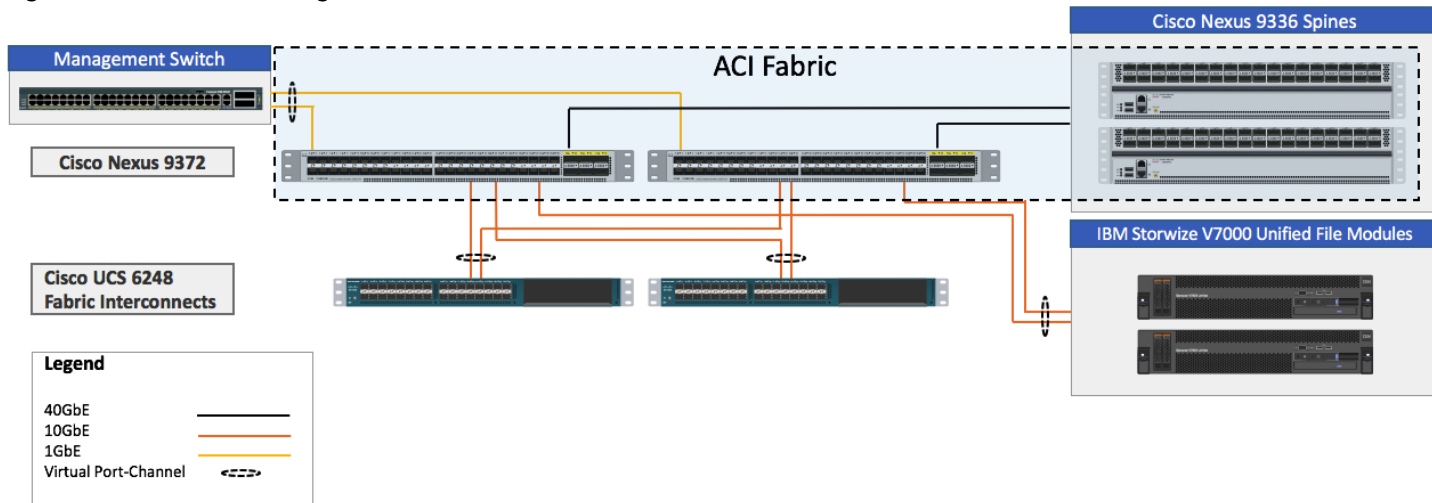 Cisco Nexus 9336 Spines
Management Switch
ACI Fabric
Cisco Nexus 9372
IBM Storwize V7000 Unified File Modules
Cisco UCS 6248
Fabric Interconnects
Legend
40GbE
10GbE
1GbE
Virtual Port-Channel